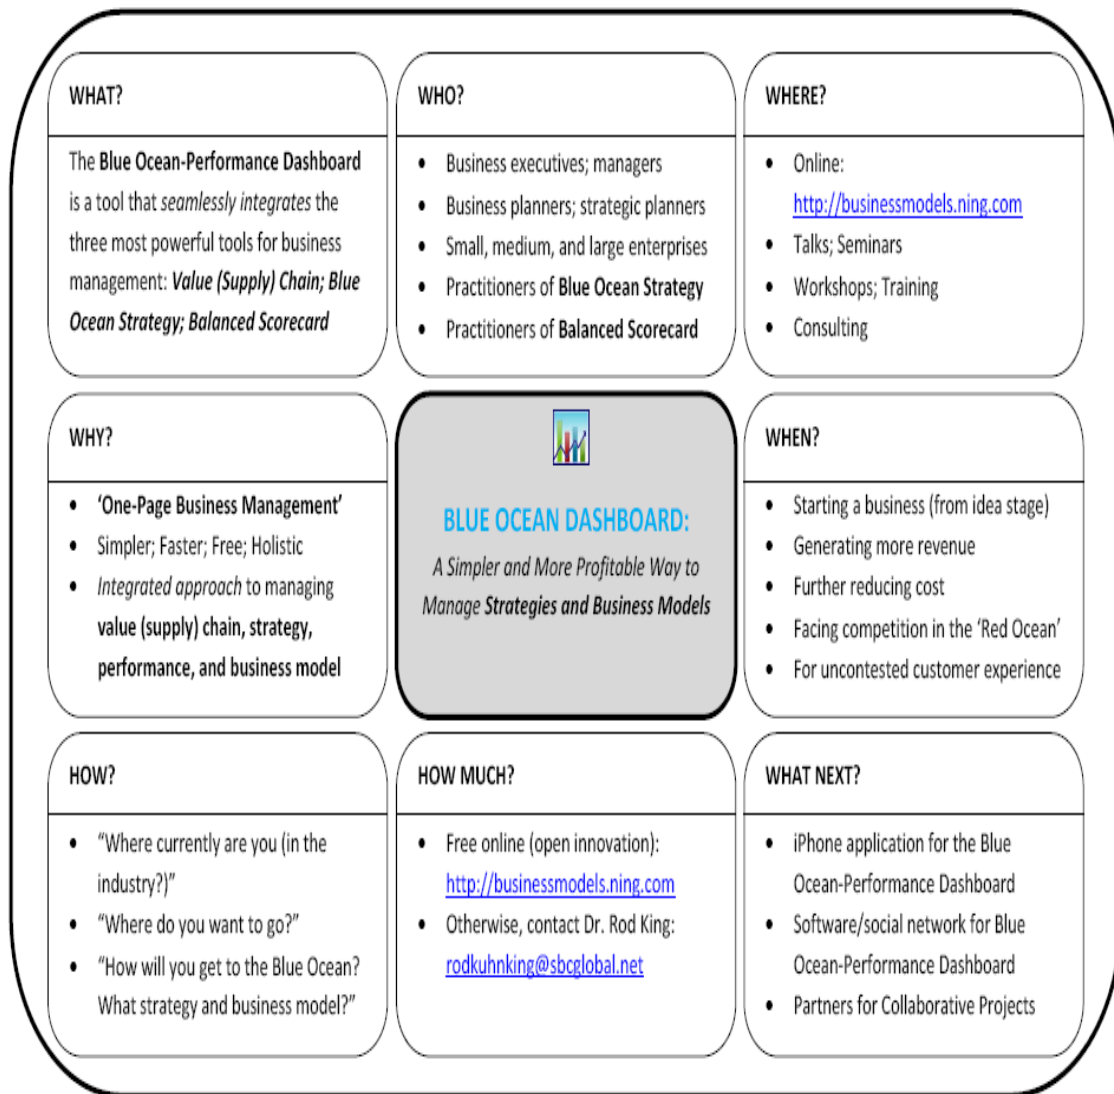 WHAT?
The Blue Ocean-Performance Dashboard
is a tool that seamlessly integrates the
three most powerful tools for business
management: Value (Supply) Chain; Blue
Ocean Strategy; Balanced Scorecard
WHO?
• Business executives; managers
• Business planners; strategic planners
• Small, medium, and large enterprises
• Practitioners of Blue Ocean Strategy
• Practitioners of Balanced Scorecard
WHERE?
• Online:
http://businessmodels.ning.com
• Talks; Seminars
• Workshops; Training
• Consulting
WHY?
• ‘One-Page Business Management’
• Simpler; Faster; Free; Holistic
• Integrated approach to managing
value (supply) chain, strategy,
performance, and business model
BLUE OCEAN DASHBOARD:
A Simpler and More Profitable Way to
Manage Strategies and Business Models
WHEN?
• Starting a business (from idea stage)
• Generating more revenue
• Further reducing cost
• Facing competition in the ‘Red Ocean’
• For uncontested customer experience
HOW?
• “Where currently are you (in the
industry?)”
• “Where do you want to go?”
• “How will you get to the Blue Ocean?
What strategy and business model?”
HOW MUCH?
• Free online (open innovation):
http://businessmodels.ning.com
• Otherwise, contact Dr. Rod King:
rodkuhnking@sbcglobal.net
WHAT NEXT?
• iPhone application for the Blue
Ocean-Performance Dashboard
• Software/social network for Blue
Ocean-Performance Dashboard
• Partners for Collaborative Projects